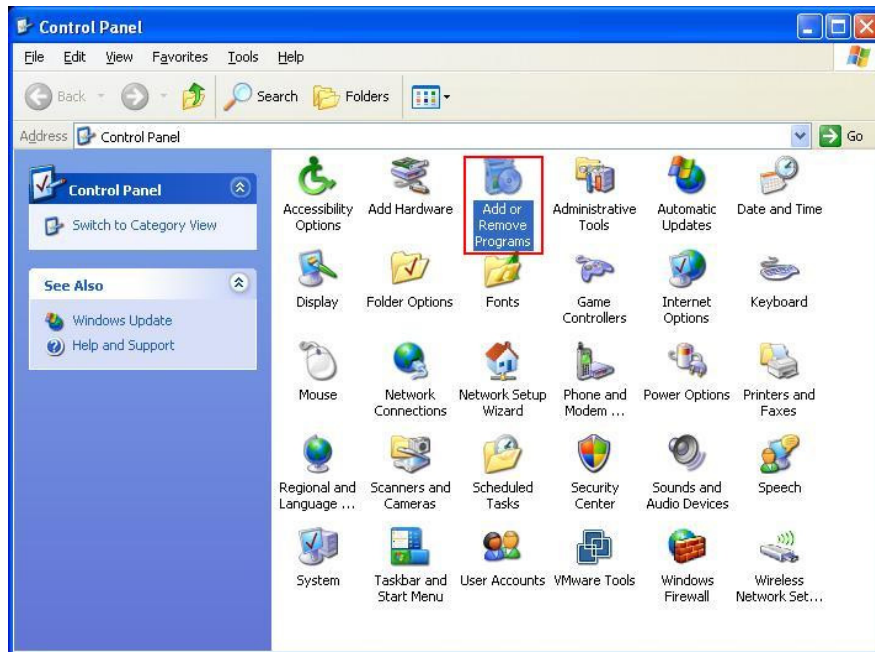 Control Panel
File Edit View Favorites Tools Help
Back Search Folders
Address Control Panel Go
Control Panel
Switch to Category View
See Also
Windows Update
Help and Support
Accessibility Options
Add Hardware
Add or Remove Programs
Administrative Tools
Automatic Updates
Date and Time
Display
Folder Options
Fonts
Game Controllers
Internet Options
Keyboard
Mouse
Network Connections
Network Setup Wizard
Phone and Modem ...
Power Options
Printers and Faxes
Regional and Language ...
Scanners and Cameras
Scheduled Tasks
Security Center
Sounds and Audio Devices
Speech
System
Taskbar and Start Menu
User Accounts
VMware Tools
Windows Firewall
Wireless Network Set...